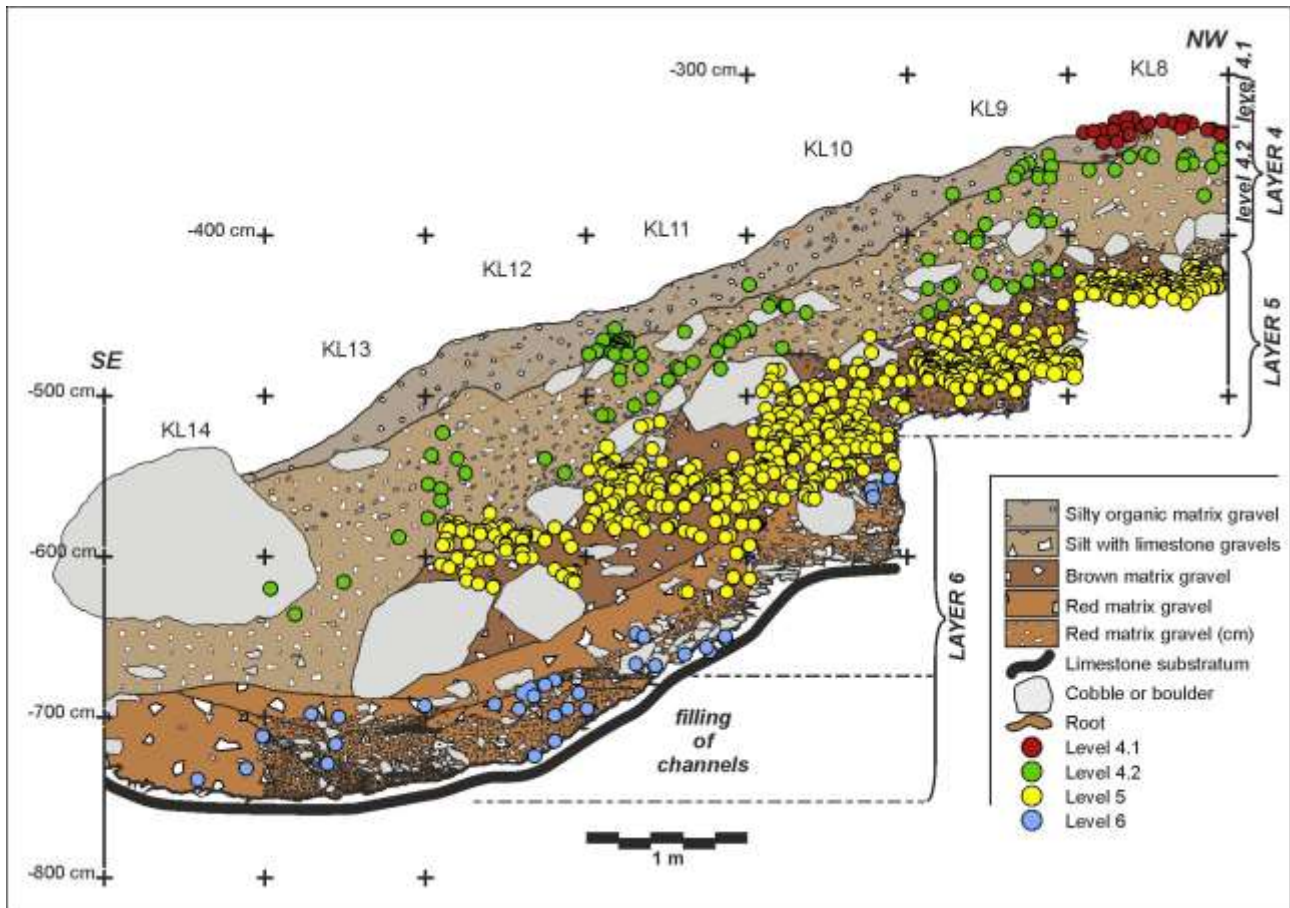 NW
-300 cm.
KL8
level 4.1
KL9
level 4.2
LAYER 4
KL10
-400 cm.
KL11
KL12
LAYER 5
KL13
SE
-500 cm.
KL14
Silty organic matrix gravel
Silt with limestone gravels
-600 cm
Brown matrix gravel
Red matrix gravel
LAYER 6
Red matrix gravel (cm)
Limestone substratum
Cobble or boulder
-700 cm
filling
of
channels
Root
Level 4.1
Level 4.2
Level 5
Level 6
1 m
-800 cm.